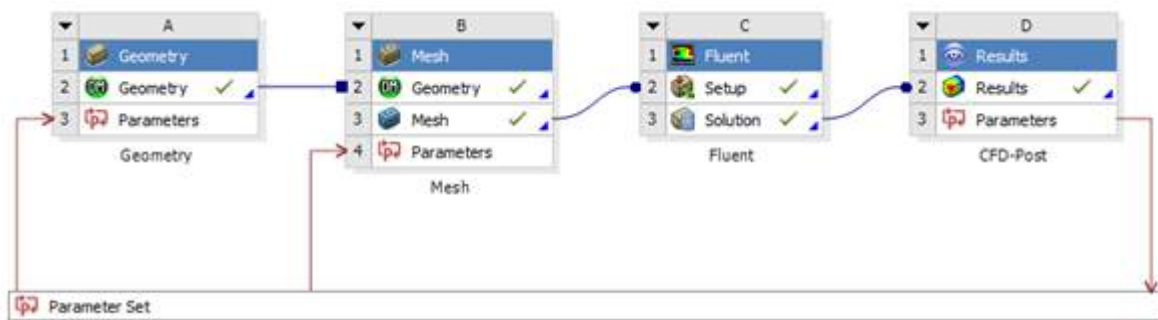 A
1 Geometry
2 Geometry
3 Parameters
Geometry
B
1 Mesh
2 Geometry
3 Mesh
4 Parameters
Mesh
C
1 Fluent
2 Setup
3 Solution
Fluent
D
1 Results
2 Results
3 Parameters
CFD-Post
Parameter Set